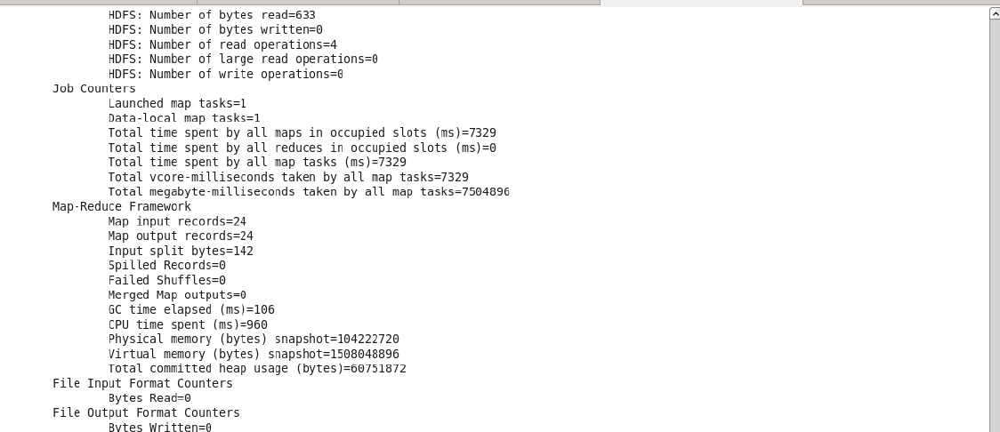 HDFS: Number of bytes read=633
HDFS: Number of bytes written=0
HDFS: Number of read operations=4
HDFS: Number of large read operations=0
HDFS: Number of write operations=0
Job Counters
Launched map tasks=1
Data-local map tasks=1
Total time spent by all maps in occupied slots (ms)=7329
Total time spent by all reduces in occupied slots (ms)=0
Total time spent by all map tasks (ms)=7329
Total vcore-milliseconds taken by all map tasks=7329
Total megabyte-milliseconds taken by all map tasks=7504896
Map-Reduce Framework
Map input records=24
Map output records=24
Input split bytes=142
Spilled Records=0
Failed Shuffles=0
Merged Map outputs=0
GC time elapsed (ms)=106
CPU time spent (ms)=960
Physical memory (bytes) snapshot=104222720
Virtual memory (bytes) snapshot=1508048896
Total committed heap usage (bytes)=60751872
File Input Format Counters
Bytes Read=0
File Output Format Counters
Bytes Written=0